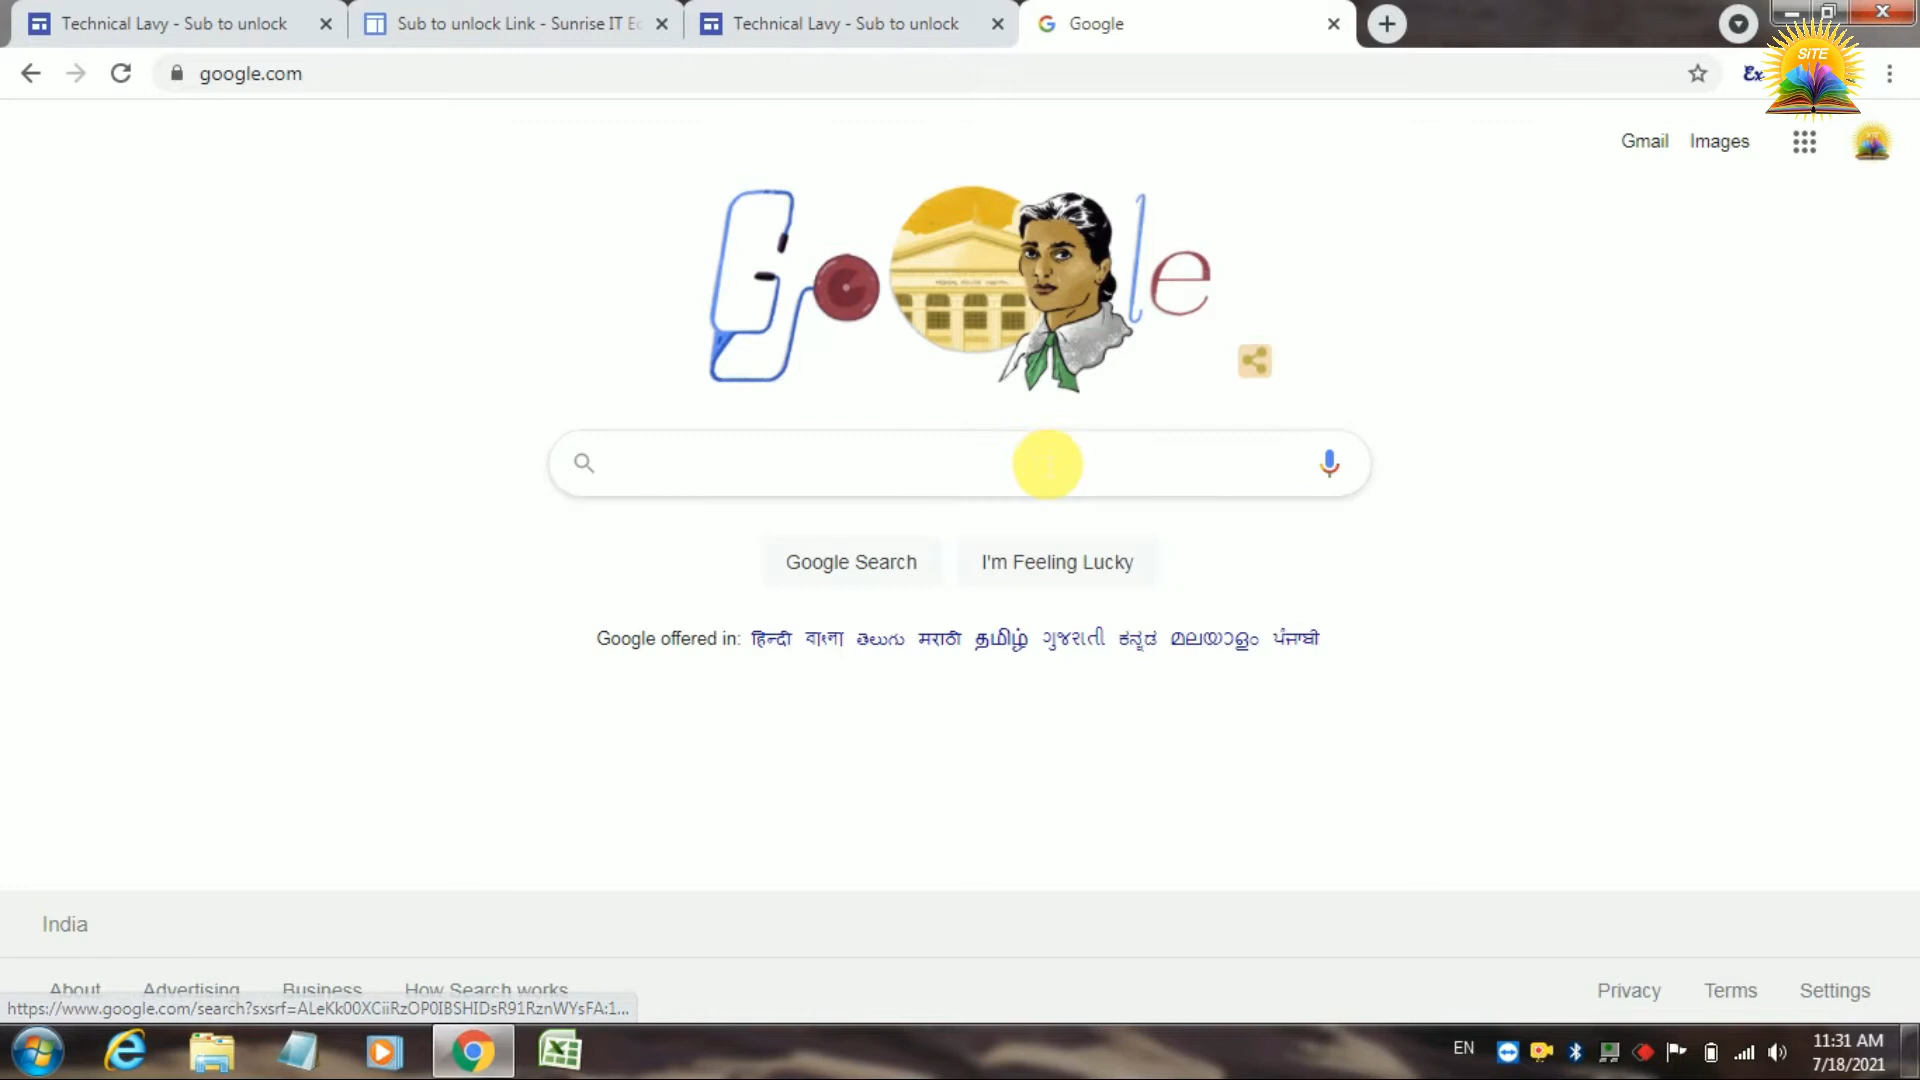 Technical Lavy - Sub to unlock
Sub to unlock Link - Sunrise IT Ec
Technical Lavy - Sub to unlock
Google
google.com
Ex
SiTE
Gmail
Images
Google Search
I'm Feeling Lucky
Google offered in: हिन्दी বাংলা తెలుగు मराठी தமிழ் ગુજરાતી ಕನ್ನಡ മലയാളം ਪੰਜਾਬੀ
India
About Advertising Business How Search works
Privacy Terms Settings
https://www.google.com/search?sxsrf=ALeKk00XCiiRzOP0IBSHIDsR91RznWYsFA:1...
EN
11:31 AM
7/18/2021